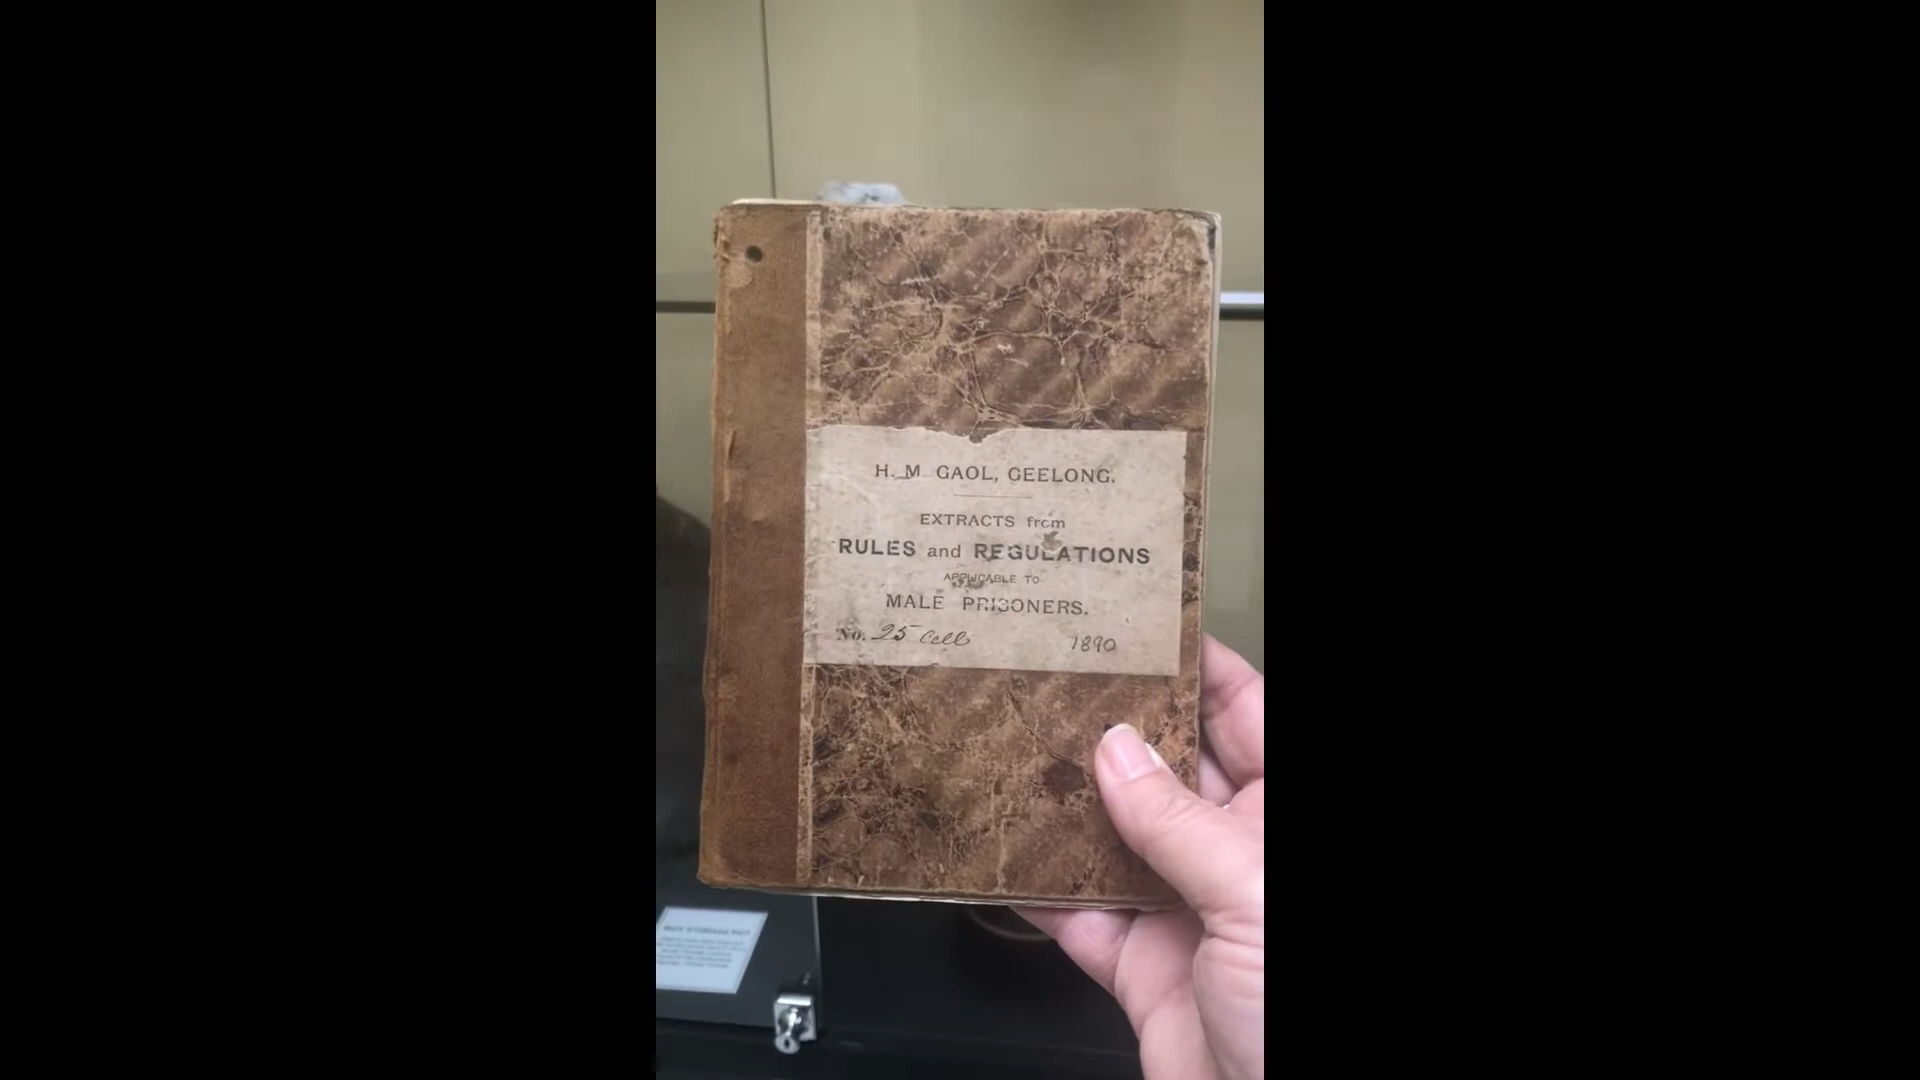 H. M GAOL, GEELONG.
EXTRACTS from
RULES and REGULATIONS
APPLICABLE TO
MALE PRISONERS.
No. 25 Cell 1890